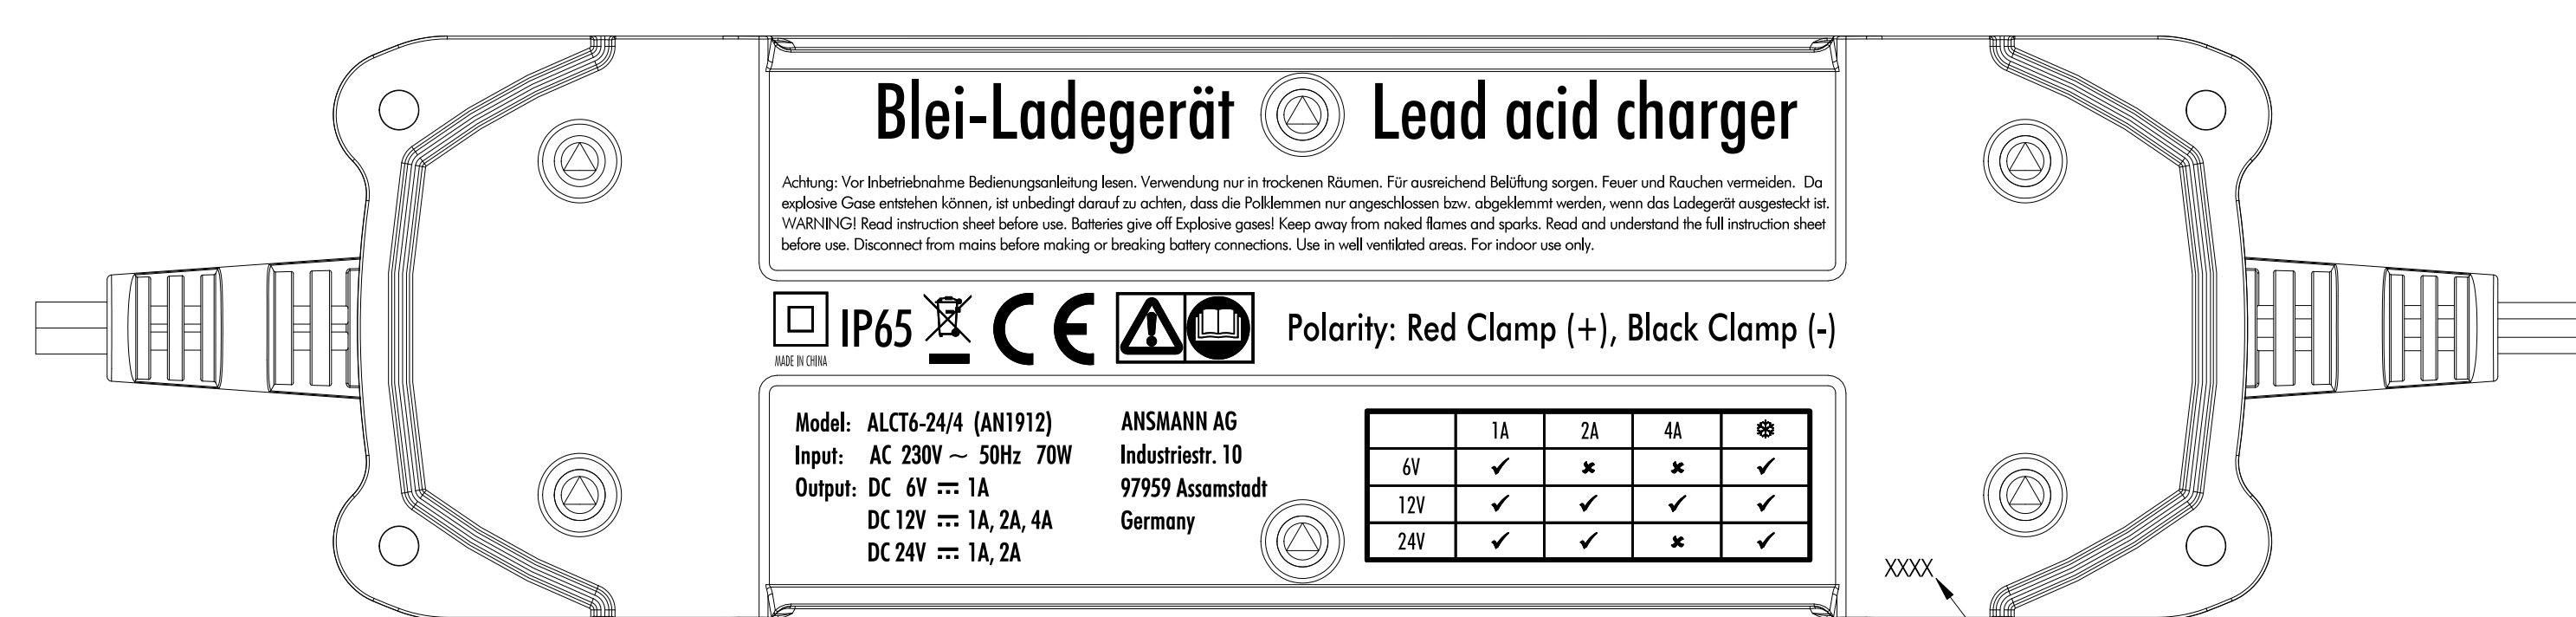 Blei-Ladegerät Lead acid charger
Achtung: Vor Inbetriebnahme Bedienungsanleitung lesen. Verwendung nur in trockenen Räumen. Für ausreichend Belüftung sorgen. Feuer und Rauchen vermeiden. Da
explosive Gase entstehen können, ist unbedingt darauf zu achten, dass die Polklemmen nur angeschlossen bzw. abgeklemmt werden, wenn das Ladegerät ausgesteckt ist.
WARNING! Read instruction sheet before use. Batteries give off Explosive gases! Keep away from naked flames and sparks. Read and understand the full instruction sheet
before use. Disconnect from mains before making or breaking battery connections. Use in well ventilated areas. For indoor use only.
IP65 CE Polarity: Red Clamp (+), Black Clamp (-)
MADE IN CHINA
Model: ALCT6-24/4 (AN1912)
Input: AC 230V ~ 50Hz 70W
Output: DC 6V ⎓ 1A
DC 12V ⎓ 1A, 2A, 4A
DC 24V ⎓ 1A, 2A
ANSMANN AG
Industriestr. 10
97959 Assamstadt
Germany
1A 2A 4A ❄
6V ✓ ✗ ✗ ✓
12V ✓ ✓ ✓ ✓
24V ✓ ✓ ✗ ✓
XXXX